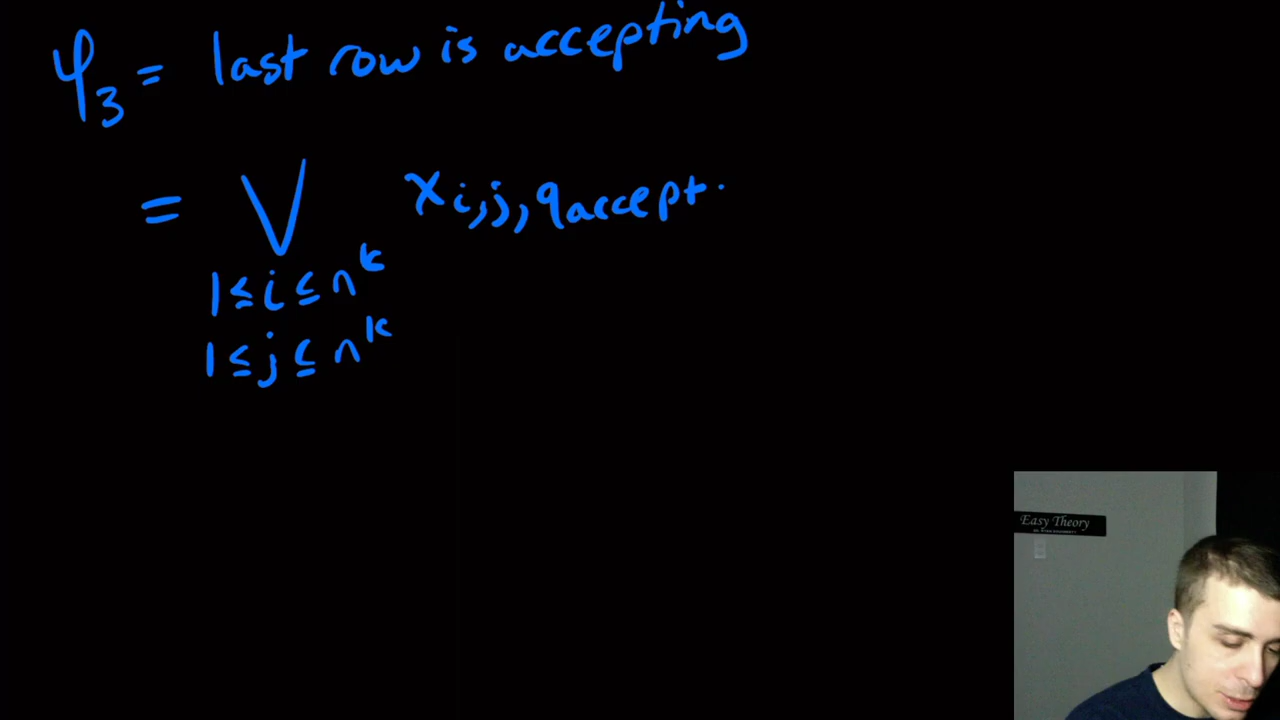 φ₃ = last row is accepting
= ⋁ x_{i,j,q_accept}.
1 ≤ i ≤ n^k
1 ≤ j ≤ n^k
Easy Theory